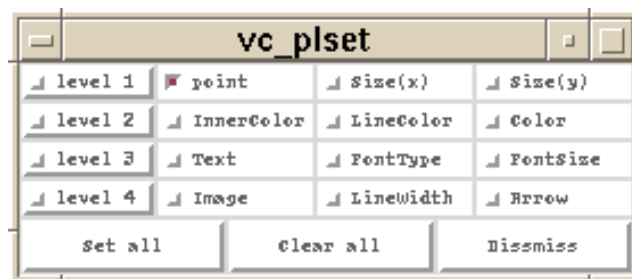 vc_plset
level 1 point Size(x) Size(y)
level 2 InnerColor LineColor Color
level 3 Text FontType FontSize
level 4 Image LineWidth Arrow
Set all Clear all Dissmiss